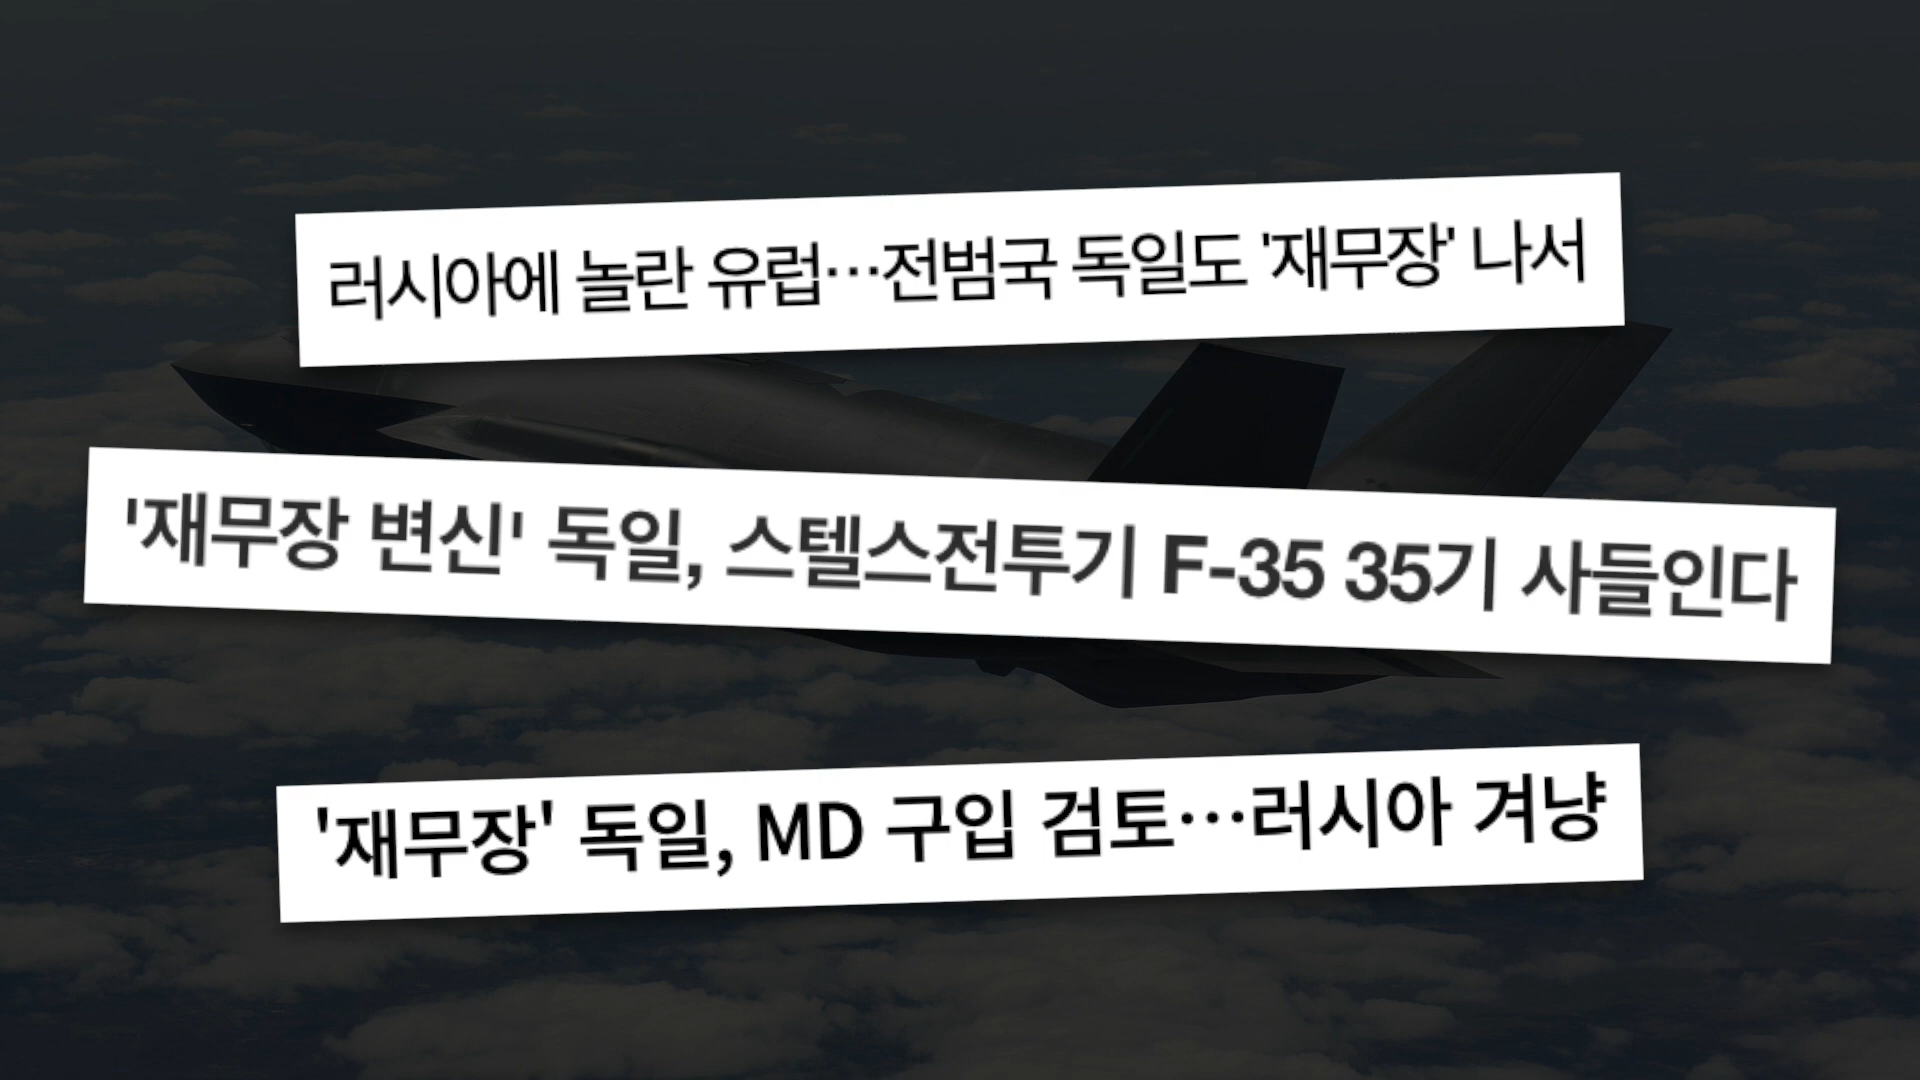 러시아에 놀란 유럽…전범국 독일도 '재무장' 나서
'재무장 변신' 독일, 스텔스전투기 F-35 35기 사들인다
'재무장' 독일, MD 구입 검토…러시아 겨냥